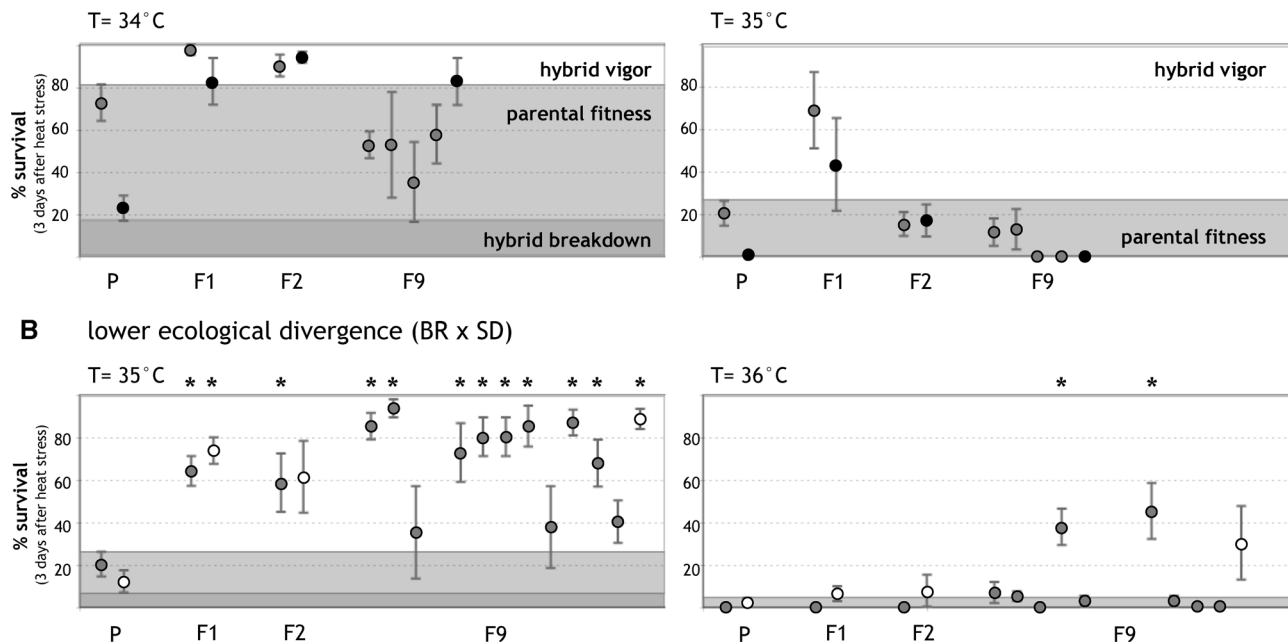 T= 34°C
T= 35°C
% survival
(3 days after heat stress)
80
60
40
20
hybrid vigor
parental fitness
hybrid breakdown
P F1 F2 F9
80
60
40
20
hybrid vigor
parental fitness
P F1 F2 F9
B lower ecological divergence (BR x SD)
T= 35°C * * * * * * * * * * * *
T= 36°C * *
% survival
(3 days after heat stress)
80
60
40
20
P F1 F2 F9
80
60
40
20
P F1 F2 F9